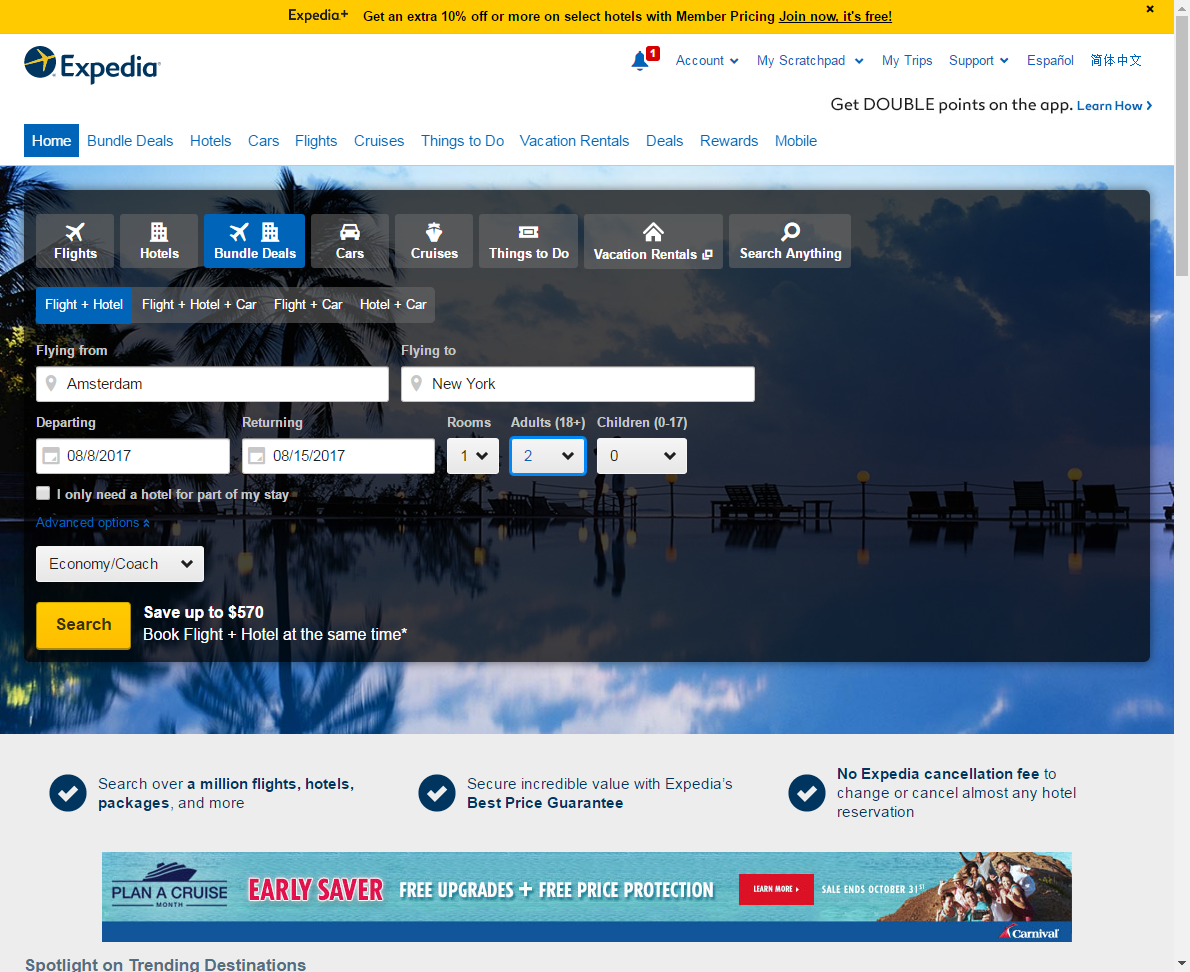 Expedia+ Get an extra 10% off or more on select hotels with Member Pricing Join now, it's free!
Expedia
1 Account My Scratchpad My Trips Support Español 简体中文
Get DOUBLE points on the app. Learn How
Home Bundle Deals Hotels Cars Flights Cruises Things to Do Vacation Rentals Deals Rewards Mobile
Flights Hotels Bundle Deals Cars Cruises Things to Do Vacation Rentals Search Anything
Flight + Hotel Flight + Hotel + Car Flight + Car Hotel + Car
Flying from Flying to
Amsterdam New York
Departing Returning Rooms Adults (18+) Children (0-17)
08/8/2017 08/15/2017 1 2 0
I only need a hotel for part of my stay
Advanced options
Economy/Coach
Search
Save up to $570
Book Flight + Hotel at the same time*
Search over a million flights, hotels,
packages, and more
Secure incredible value with Expedia's
Best Price Guarantee
No Expedia cancellation fee to
change or cancel almost any hotel
reservation
PLAN A CRUISE
MONTH
EARLY SAVER FREE UPGRADES + FREE PRICE PROTECTION LEARN MORE SALE ENDS OCTOBER 31ST
Carnival
Spotlight on Trending Destinations